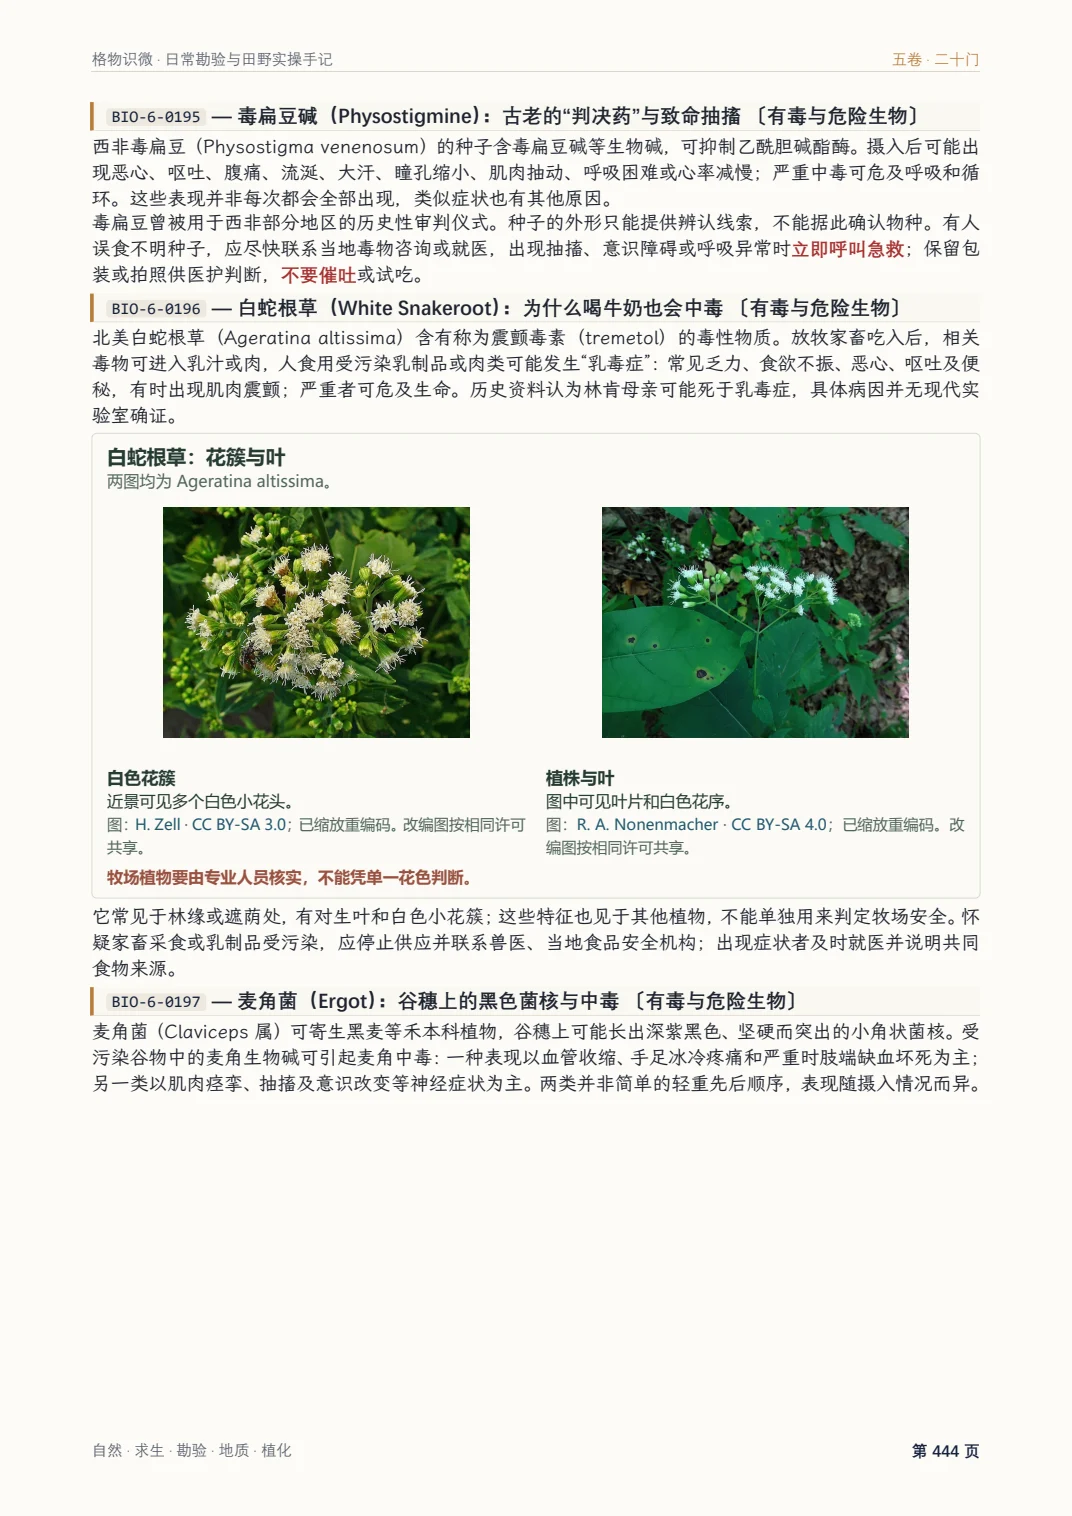 格物识微 · 日常勘验与田野实操手记
五卷 · 二十门
BIO-6-0195 — 毒扁豆碱（Physostigmine）：古老的“判决药”与致命抽搐 〔有毒与危险生物〕
西非毒扁豆（Physostigma venenosum）的种子含毒扁豆碱等生物碱，可抑制乙酰胆碱酯酶。摄入后可能出
现恶心、呕吐、腹痛、流涎、大汗、瞳孔缩小、肌肉抽动、呼吸困难或心率减慢；严重中毒可危及呼吸和循
环。这些表现并非每次都会全部出现，类似症状也有其他原因。
毒扁豆曾被用于西非部分地区的历史性审判仪式。种子的外形只能提供辨认线索，不能据此确认物种。有人
误食不明种子，应尽快联系当地毒物咨询或就医，出现抽搐、意识障碍或呼吸异常时立即呼叫急救；保留包
装或拍照供医护判断，不要催吐或试吃。
BIO-6-0196 — 白蛇根草（White Snakeroot）：为什么喝牛奶也会中毒 〔有毒与危险生物〕
北美白蛇根草（Ageratina altissima）含有称为震颤毒素（tremetol）的毒性物质。放牧家畜吃入后，相关
毒物可进入乳汁或肉，人食用受污染乳制品或肉类可能发生“乳毒症”：常见乏力、食欲不振、恶心、呕吐及便
秘，有时出现肌肉震颤；严重者可危及生命。历史资料认为林肯母亲可能死于乳毒症，具体病因并无现代实
验室确证。
白蛇根草：花簇与叶
两图均为 Ageratina altissima。
白色花簇
近景可见多个白色小花头。
图：H. Zell · CC BY-SA 3.0；已缩放重编码。改编图按相同许可
共享。
植株与叶
图中可见叶片和白色花序。
图：R. A. Nonenmacher · CC BY-SA 4.0；已缩放重编码。改
编图按相同许可共享。
牧场植物要由专业人员核实，不能凭单一花色判断。
它常见于林缘或遮荫处，有对生叶和白色小花簇；这些特征也见于其他植物，不能单独用来判定牧场安全。怀
疑家畜采食或乳制品受污染，应停止供应并联系兽医、当地食品安全机构；出现症状者及时就医并说明共同
食物来源。
BIO-6-0197 — 麦角菌（Ergot）：谷穗上的黑色菌核与中毒 〔有毒与危险生物〕
麦角菌（Claviceps 属）可寄生黑麦等禾本科植物，谷穗上可能长出深紫黑色、坚硬而突出的小角状菌核。受
污染谷物中的麦角生物碱可引起麦角中毒：一种表现以血管收缩、手足冰冷疼痛和严重时肢端缺血坏死为主；
另一类以肌肉痉挛、抽搐及意识改变等神经症状为主。两类并非简单的轻重先后顺序，表现随摄入情况而异。
自然 · 求生 · 勘验 · 地质 · 植化
第 444 页